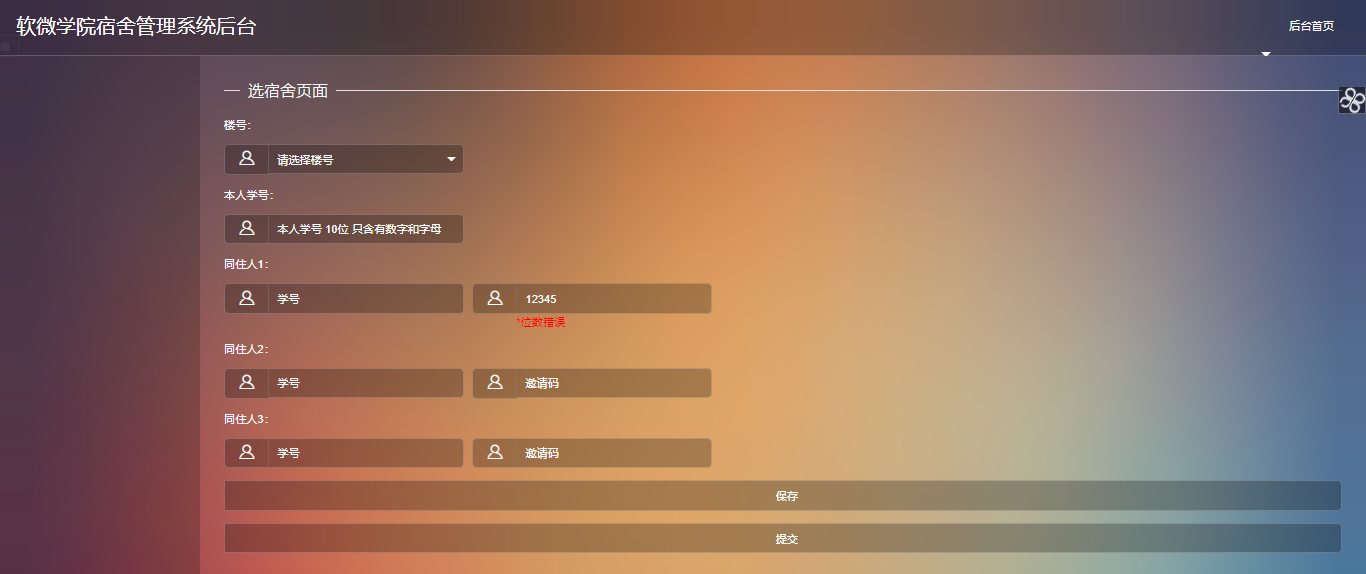 软微学院宿舍管理系统后台
后台首页
选宿舍页面
楼号:
请选择楼号
本人学号:
本人学号 10位 只含有数字和字母
同住人1:
学号
12345
*位数错误
同住人2:
学号
邀请码
同住人3:
学号
邀请码
保存
提交